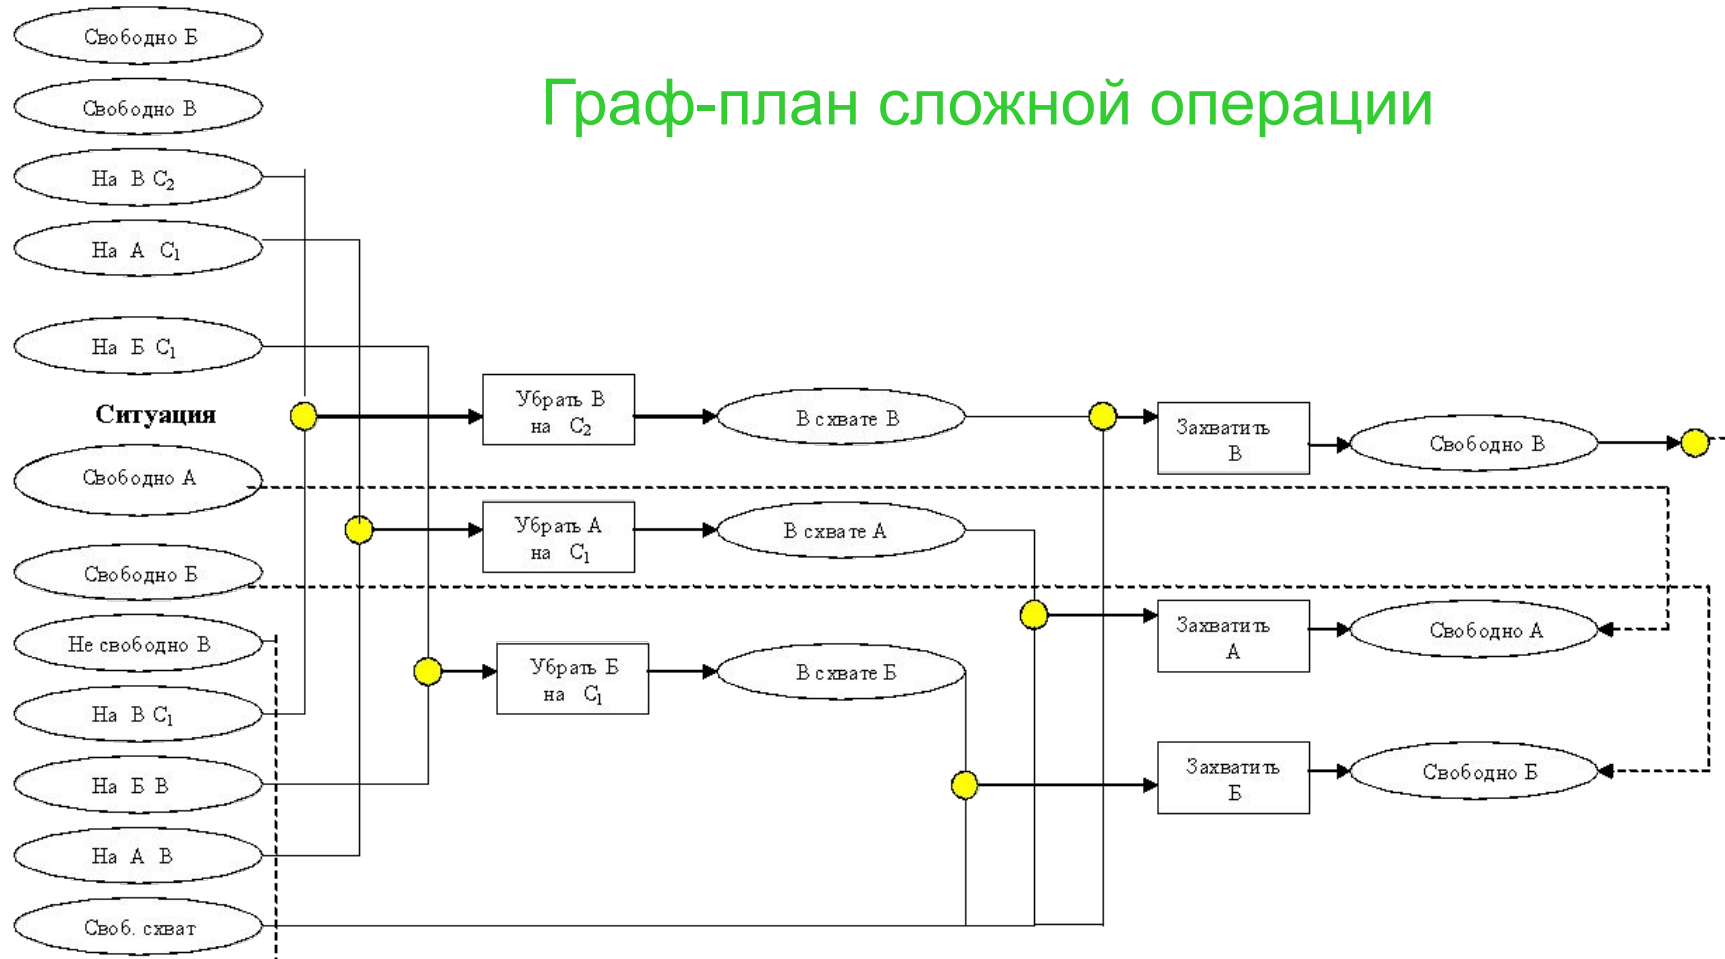 Граф-план сложной операции
Свободно Б
Свободно В
На В С₂
На А С₁
На Б С₁
Ситуация
Свободно А
Свободно Б
Не свободно В
На В С₁
На Б В
На А В
Своб. схват
Убрать В
на С₂
Убрать А
на С₁
Убрать Б
на С₁
В схвате В
В схвате А
В схвате Б
Захватить
В
Захватить
А
Захватить
Б
Свободно В
Свободно А
Свободно Б